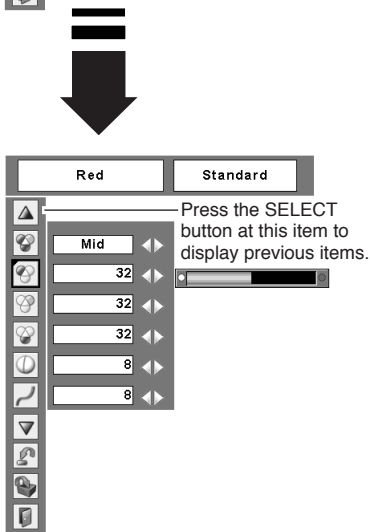 Red Standard
Press the SELECT
button at this item to
display previous items.
Mid
32
32
32
8
8